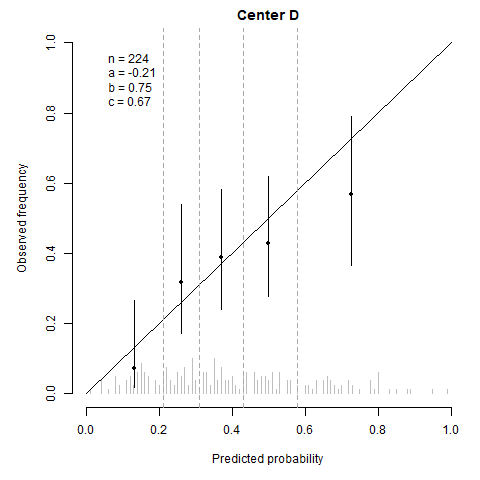 Center D
n = 224
a = -0.21
b = 0.75
c = 0.67
Observed frequency
1.0
0.8
0.6
0.4
0.2
0.0
0.0 0.2 0.4 0.6 0.8 1.0
Predicted probability